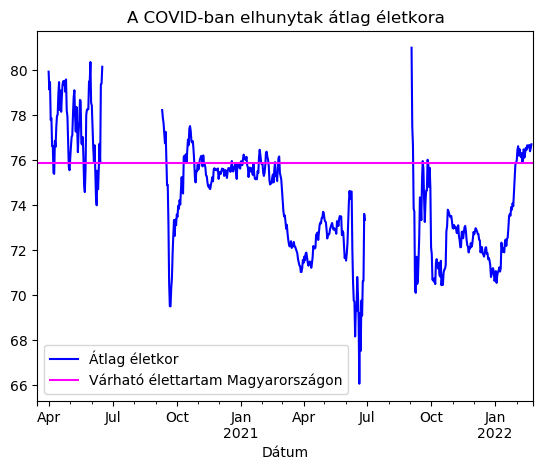 A COVID-ban elhunytak átlag életkora
80
78
76
74
72
70
68
66
Átlag életkor
Várható élettartam Magyarországon
Apr Jul Oct Jan Apr Jul Oct Jan
2021 2022
Dátum